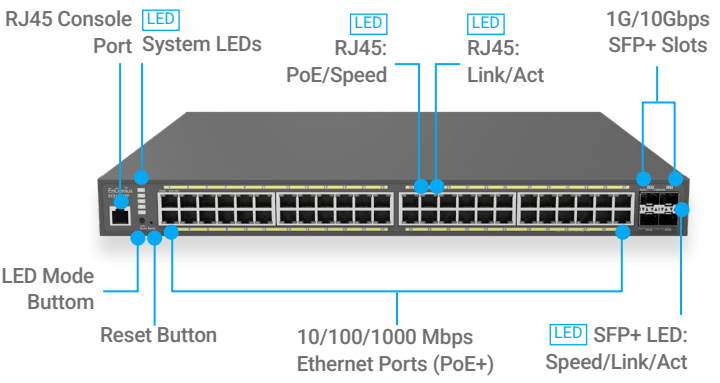 RJ45 Console
Port
LED
System LEDs
LED
RJ45:
PoE/Speed
LED
RJ45:
Link/Act
1G/10Gbps
SFP+ Slots
EnGenius
LED Mode
Buttom
Reset Button
10/100/1000 Mbps
Ethernet Ports (PoE+)
LED SFP+ LED:
Speed/Link/Act